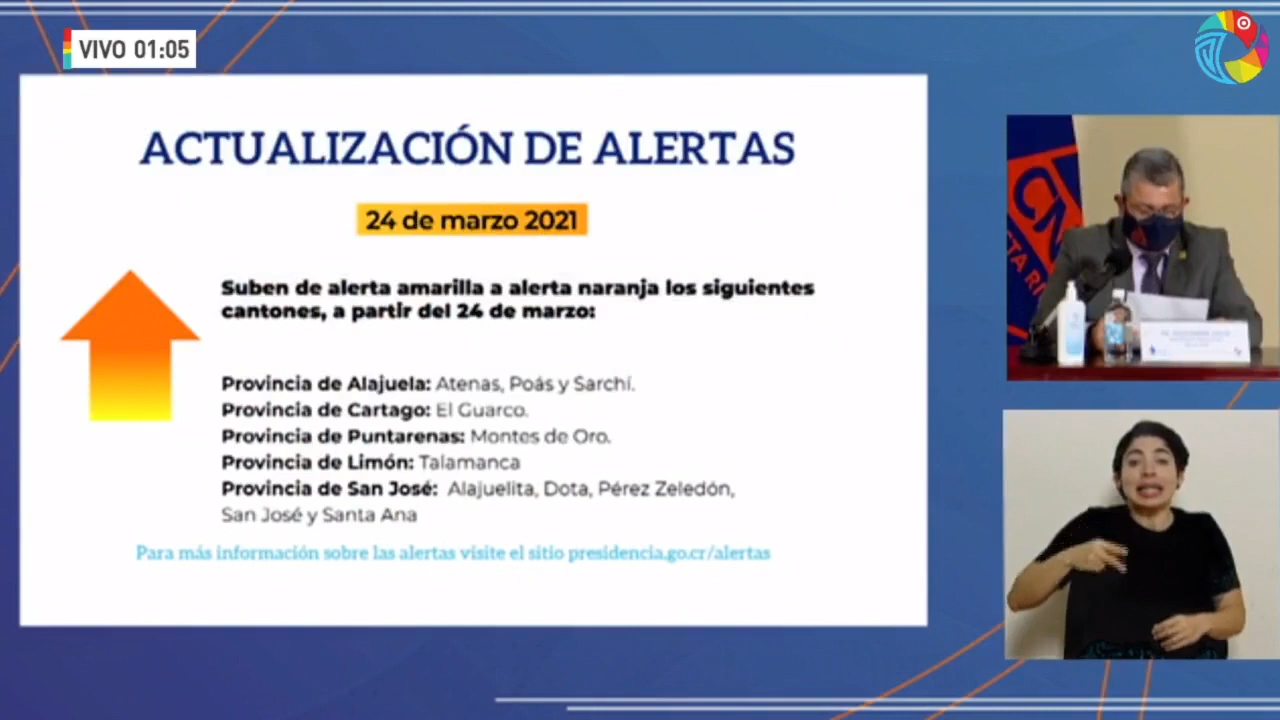 VIVO 01:05
ACTUALIZACIÓN DE ALERTAS
24 de marzo 2021
Suben de alerta amarilla a alerta naranja los siguientes
cantones, a partir del 24 de marzo:
Provincia de Alajuela: Atenas, Poás y Sarchí.
Provincia de Cartago: El Guarco.
Provincia de Puntarenas: Montes de Oro.
Provincia de Limón: Talamanca
Provincia de San José: Alajuelita, Dota, Pérez Zeledón,
San José y Santa Ana
Para más información sobre las alertas visite el sitio presidencia.go.cr/alertas